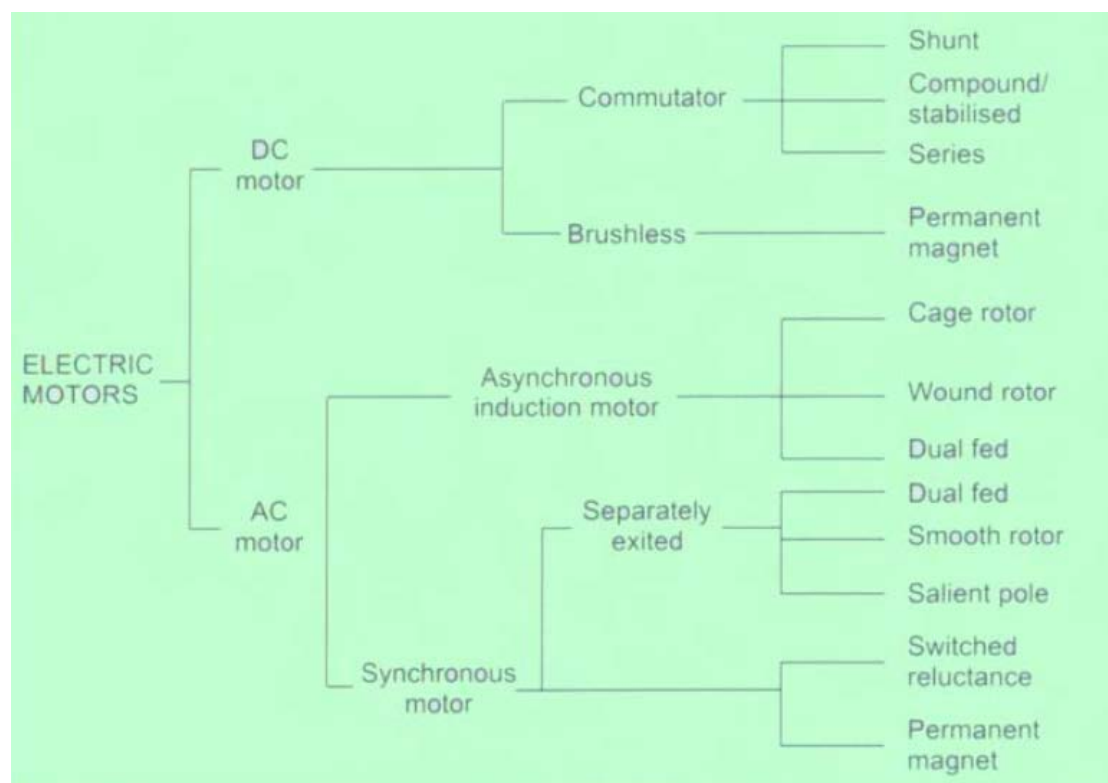 Shunt
Commutator
Compound/
stabilised
DC
motor
Series
Brushless
Permanent
magnet
ELECTRIC
MOTORS
Asynchronous
induction motor
Cage rotor
Wound rotor
Dual fed
AC
motor
Separately
exited
Dual fed
Smooth rotor
Salient pole
Synchronous
motor
Switched
reluctance
Permanent
magnet